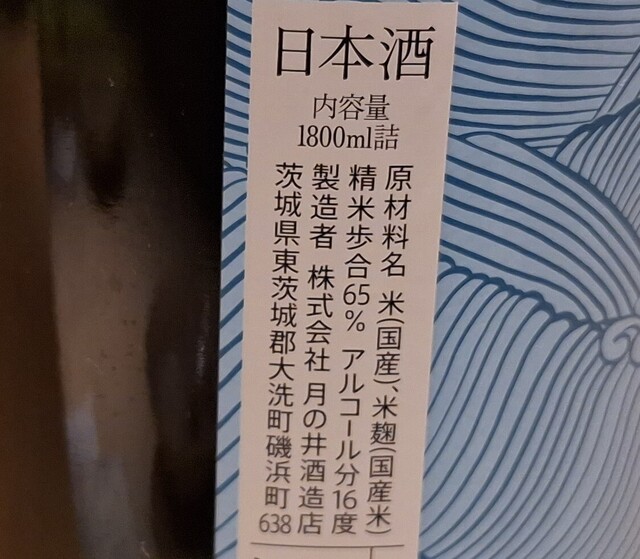 日本酒
内容量
1800ml詰
原材料名 米(国産)、米麹(国産米)
精米歩合65% アルコール分16度
製造者 株式会社 月の井酒造店
茨城県東茨城郡大洗町磯浜町638